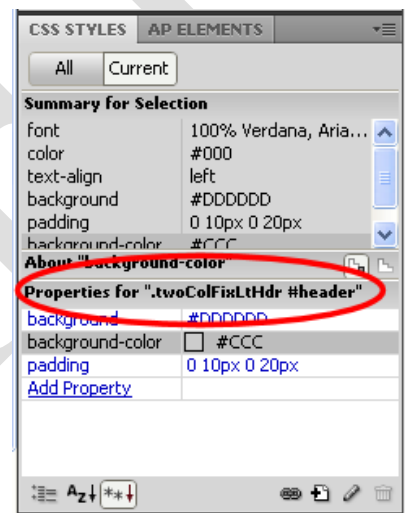 CSS STYLES AP ELEMENTS
All Current
Summary for Selection
font 100% Verdana, Aria...
color #000
text-align left
background #DDDDDD
padding 0 10px 0 20px
background-color #CCC
About "background-color"
Properties for ".twoColFixLtHdr #header"
background #DDDDDD
background-color #CCC
padding 0 10px 0 20px
Add Property
Az↓ **↓